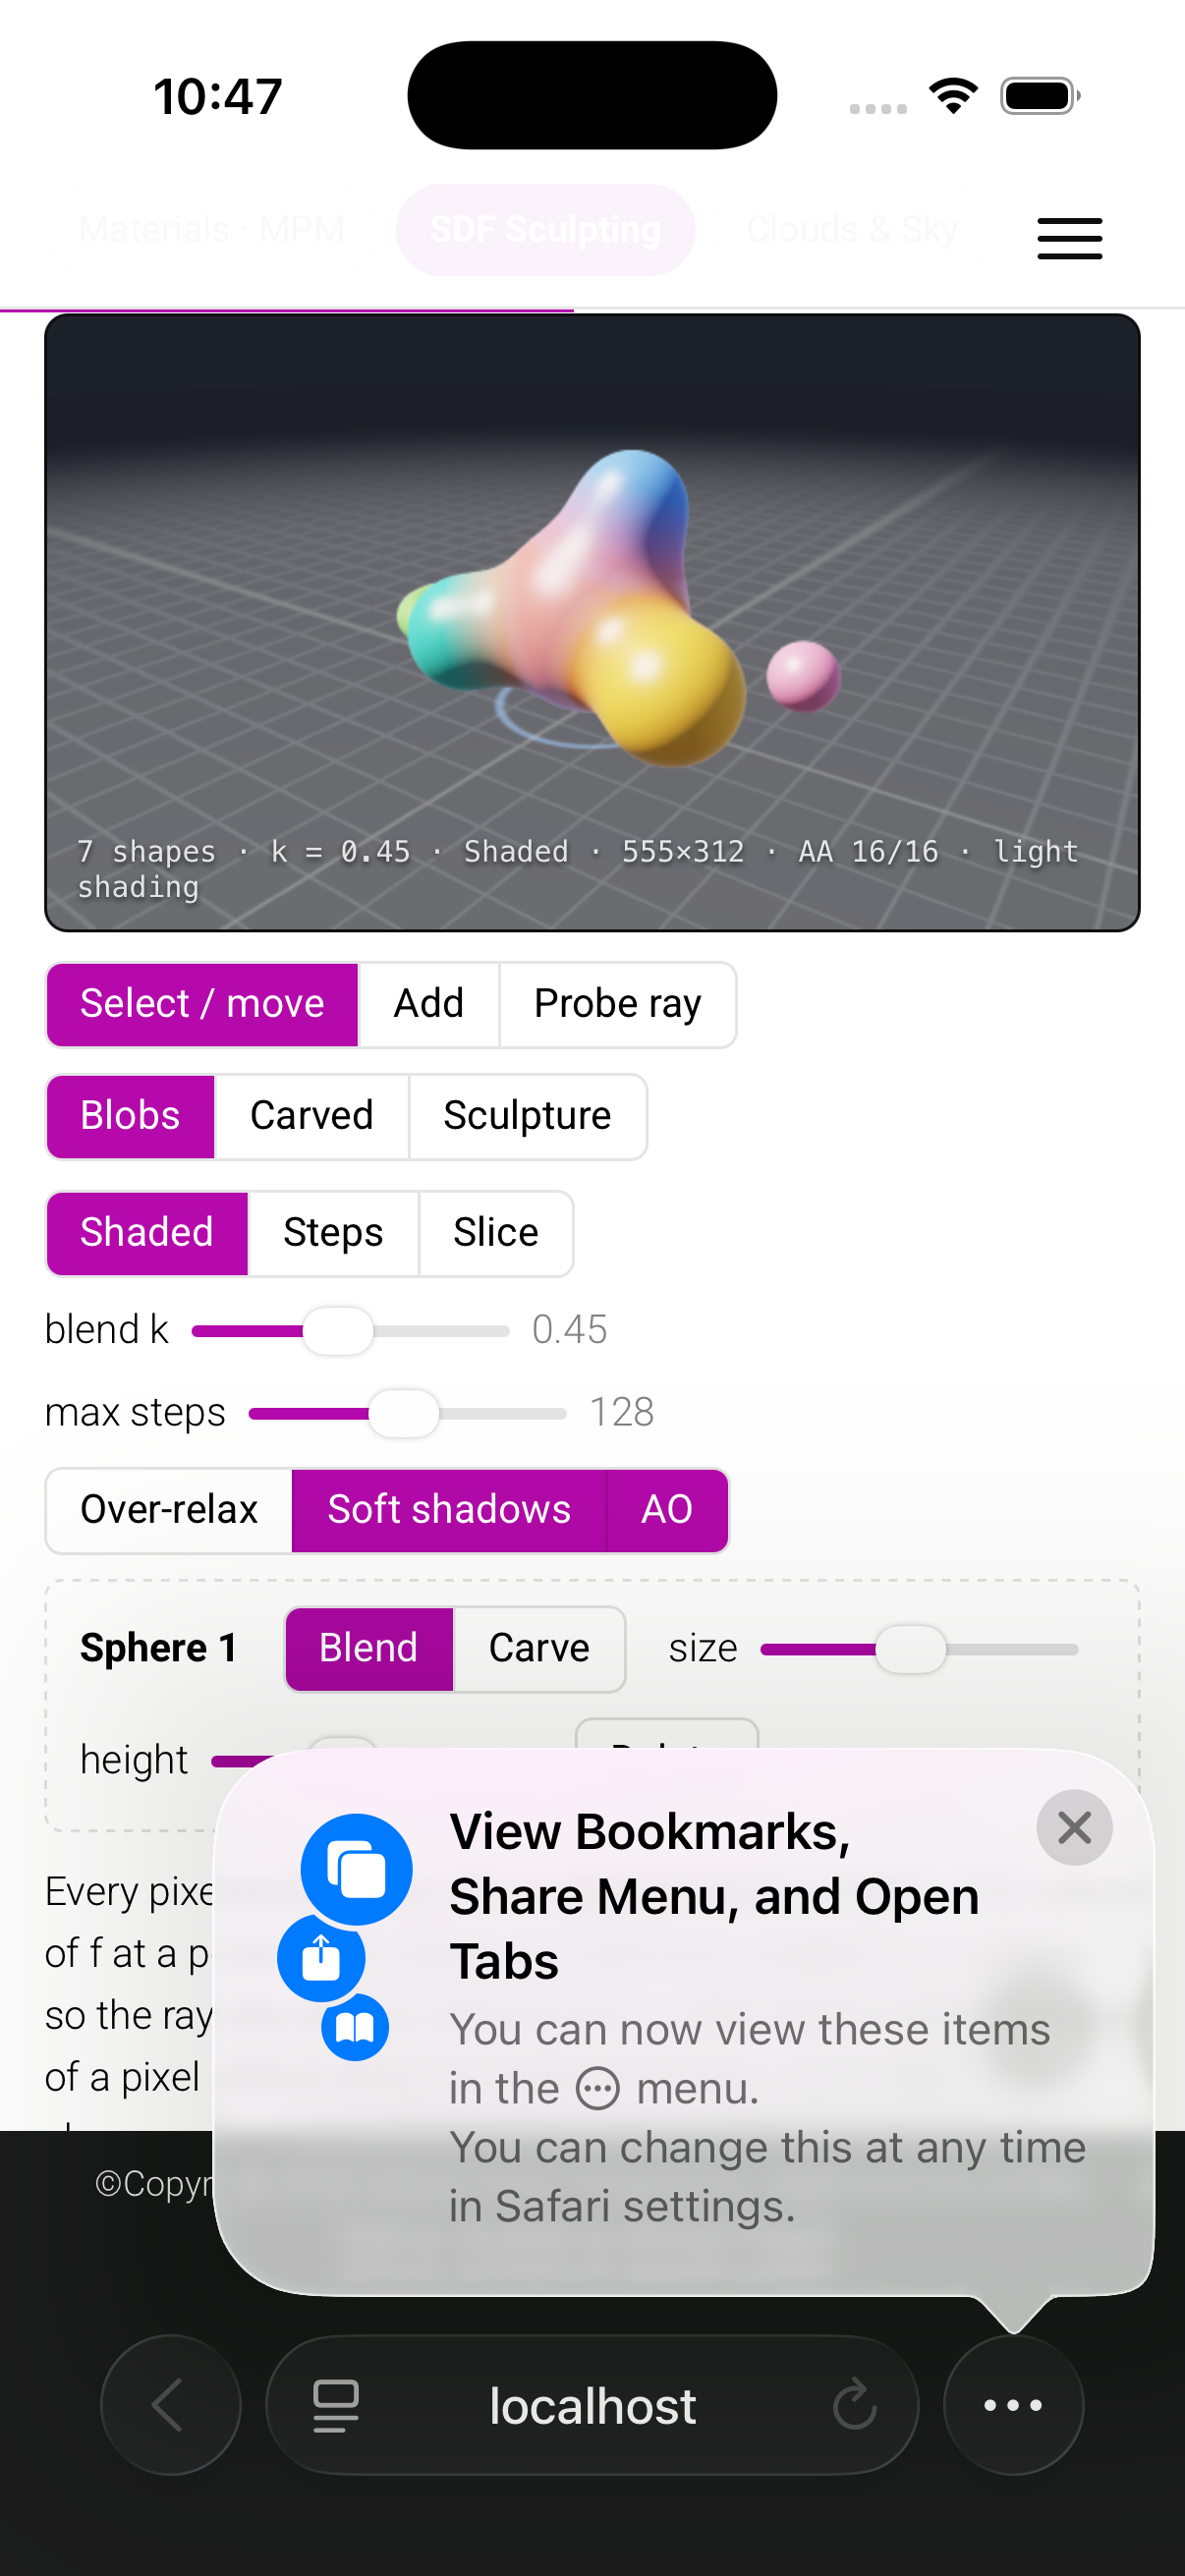 10:47
Materials · MPM SDF Sculpting Clouds & Sky
7 shapes · k = 0.45 · Shaded · 555×312 · AA 16/16 · light
shading
Select / move Add Probe ray
Blobs Carved Sculpture
Shaded Steps Slice
blend k 0.45
max steps 128
Over-relax Soft shadows AO
Sphere 1 Blend Carve size
height
Every
of f at a
so the ray
of a pixel
View Bookmarks,
Share Menu, and Open
Tabs
You can now view these items
in the menu.
You can change this at any time
in Safari settings.
localhost